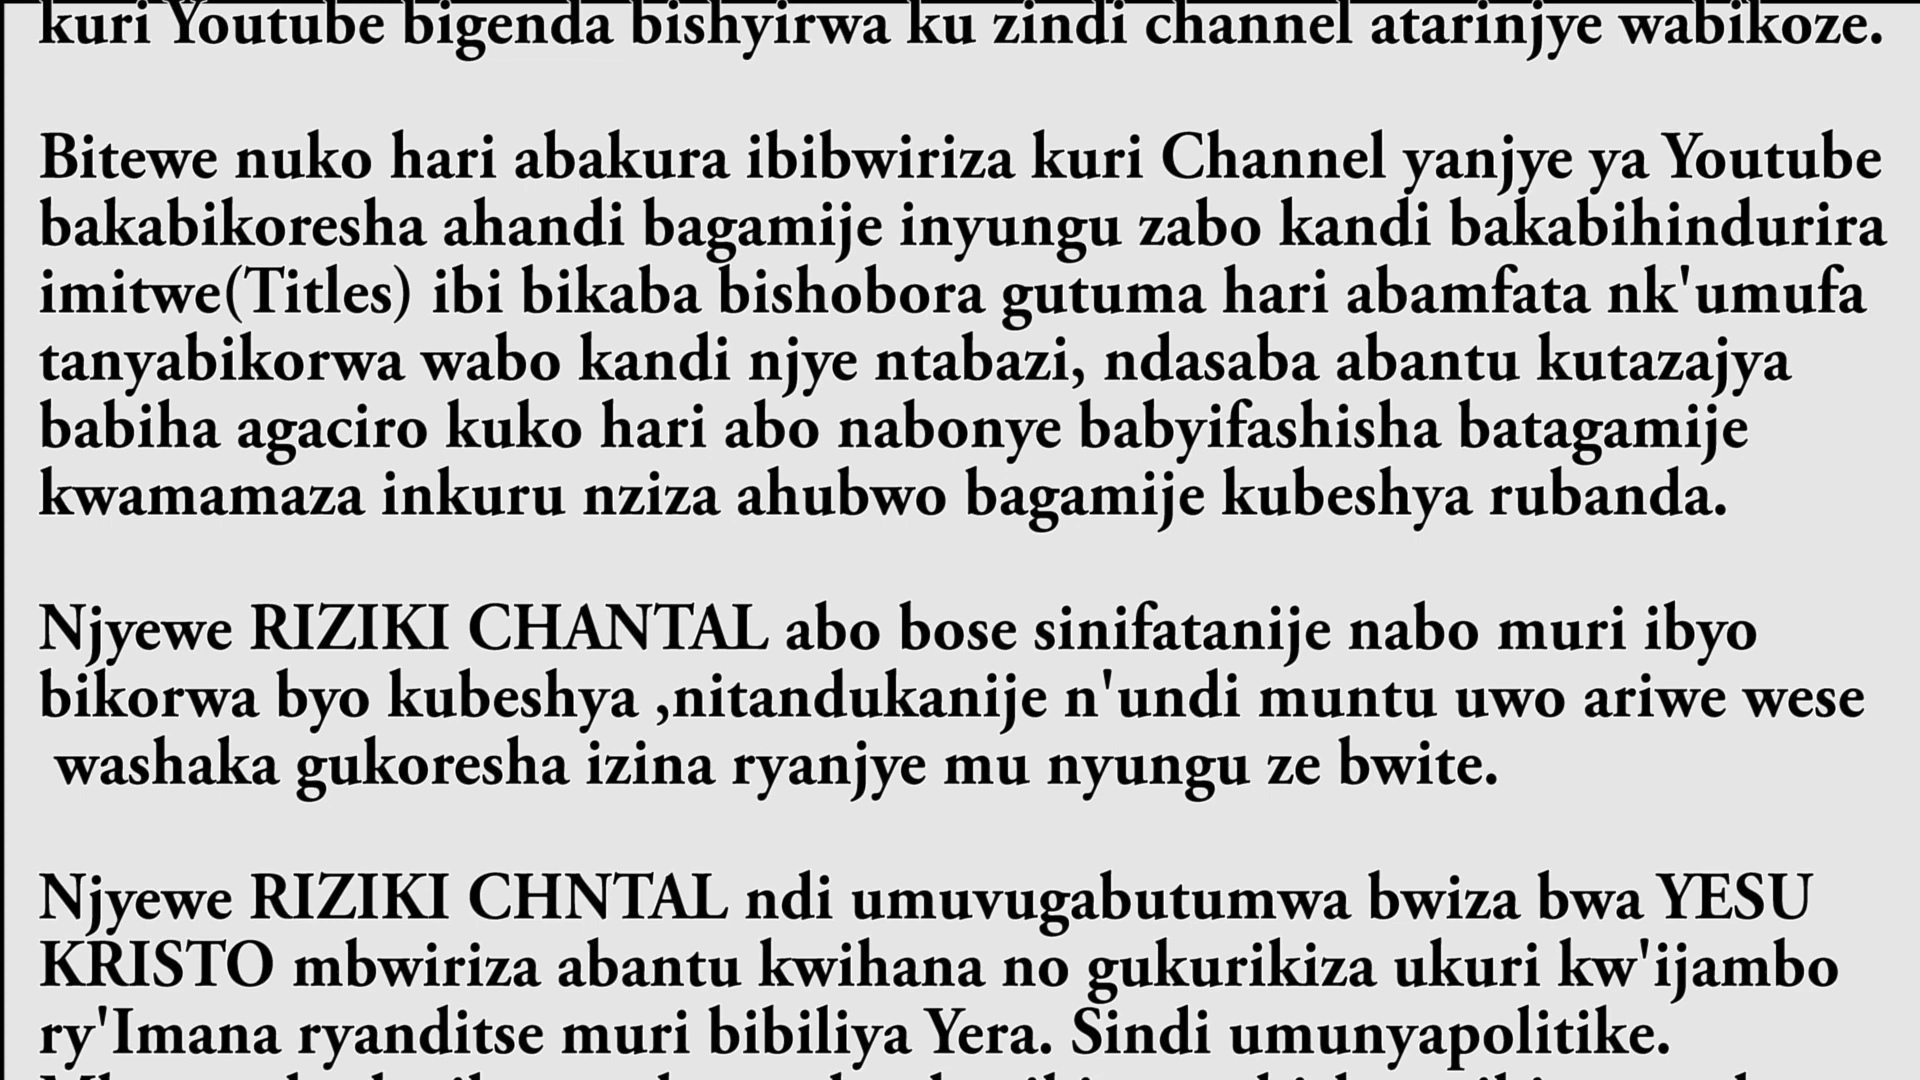 kuri Youtube bigenda bishyirwa ku zindi channel atarinjye wabikoze.
Bitewe nuko hari abakura ibibwiriza kuri Channel yanjye ya Youtube
bakabikoresha ahandi bagamije inyungu zabo kandi bakabihindurira
imitwe(Titles) ibi bikaba bishobora gutuma hari abamfata nk'umufa
tanyabikorwa wabo kandi njye ntabazi, ndasaba abantu kutazajya
babiha agaciro kuko hari abo nabonye babyifashisha batagamije
kwamamaza inkuru nziza ahubwo bagamije kubeshya rubanda.
Njyewe RIZIKI CHANTAL abo bose sinifatanije nabo muri ibyo
bikorwa byo kubeshya ,nitandukanije n'undi muntu uwo ariwe wese
washaka gukoresha izina ryanjye mu nyungu ze bwite.
Njyewe RIZIKI CHNTAL ndi umuvugabutumwa bwiza bwa YESU
KRISTO mbwiriza abantu kwihana no gukurikiza ukuri kw'ijambo
ry'Imana ryanditse muri bibiliya Yera. Sindi umunyapolitike.